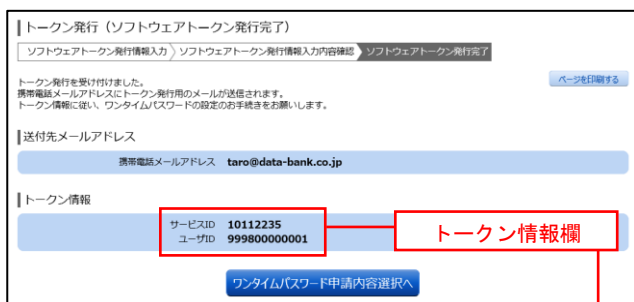 トークン発行（ソフトウェアトークン発行完了）
ソフトウェアトークン発行情報入力 ソフトウェアトークン発行情報入力内容確認 ソフトウェアトークン発行完了
トークン発行を受け付けました。
ページを印刷する
携帯電話メールアドレスにトークン発行用のメールが送信されます。
トークン情報に従い、ワンタイムパスワードの設定のお手続きをお願いします。
送付先メールアドレス
携帯電話メールアドレス taro@data-bank.co.jp
トークン情報
サービスID 10112235
ユーザID 999800000001
トークン情報欄
ワンタイムパスワード申請内容選択へ